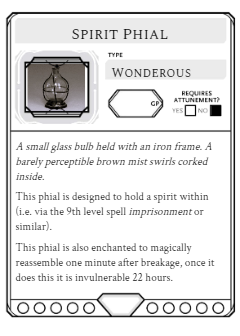 SPIRIT PHIAL
TYPE
WONDEROUS
GP
REQUIRES
ATTUNEMENT?
YES NO
A small glass bulb held with an iron frame. A
barely perceptible brown mist swirls corked
inside.
This phial is designed to hold a spirit within
(i.e. via the 9th level spell imprisonment or
similar).
This phial is also enchanted to magically
reassemble one minute after breakage, once it
does this it is invulnerable 22 hours.